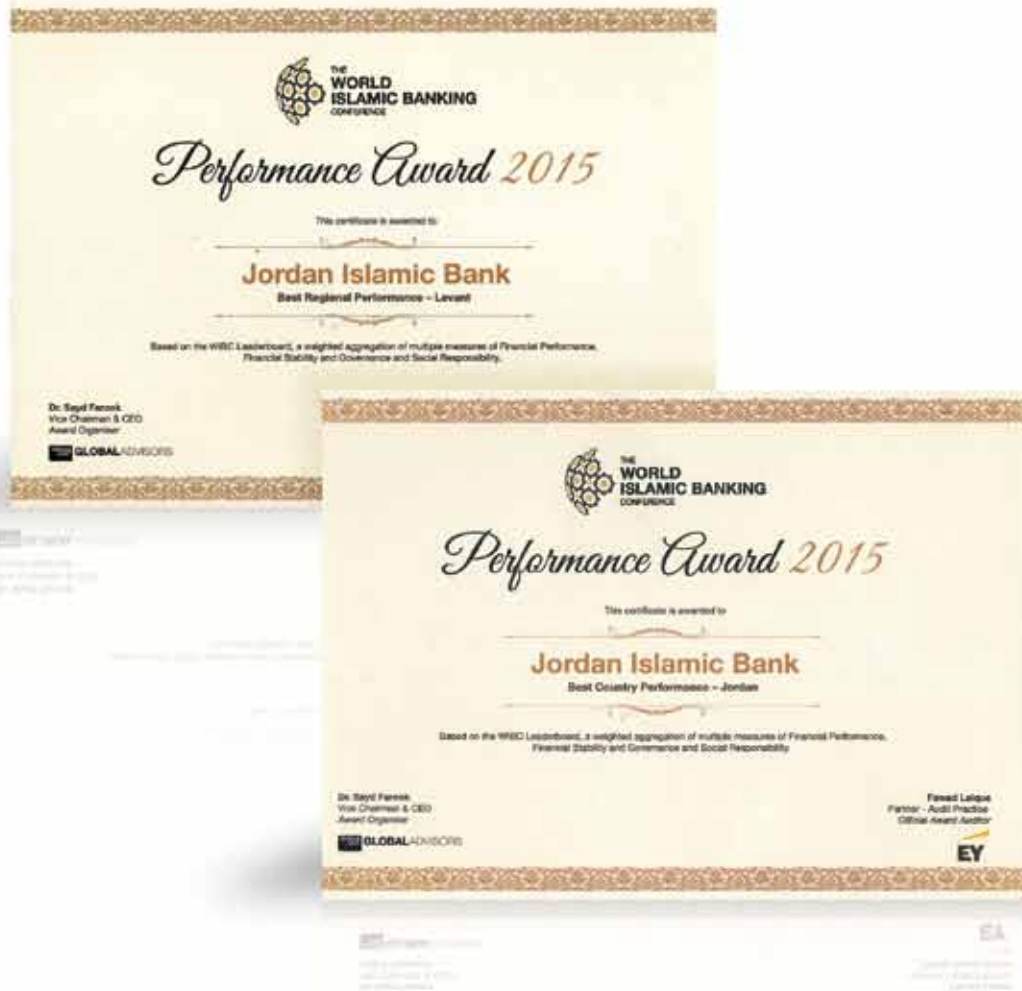 THE
WORLD
ISLAMIC BANKING
CONFERENCE
Performance Award 2015
This certificate is awarded to
Jordan Islamic Bank
Best Regional Performance – Levant
Based on the WIBC Leaderboard, a weighted aggregation of multiple measures of Financial Performance,
Financial Stability and Governance and Social Responsibility.
Dr. Sayd Farook
Vice Chairman & CEO
Award Organiser
GLOBALADVISORS
THE
WORLD
ISLAMIC BANKING
CONFERENCE
Performance Award 2015
This certificate is awarded to
Jordan Islamic Bank
Best Country Performance – Jordan
Based on the WIBC Leaderboard, a weighted aggregation of multiple measures of Financial Performance,
Financial Stability and Governance and Social Responsibility
Dr. Sayd Farook
Vice Chairman & CEO
Award Organiser
GLOBALADVISORS
Fawad Laique
Partner - Audit Practice
Official Award Auditor
EY